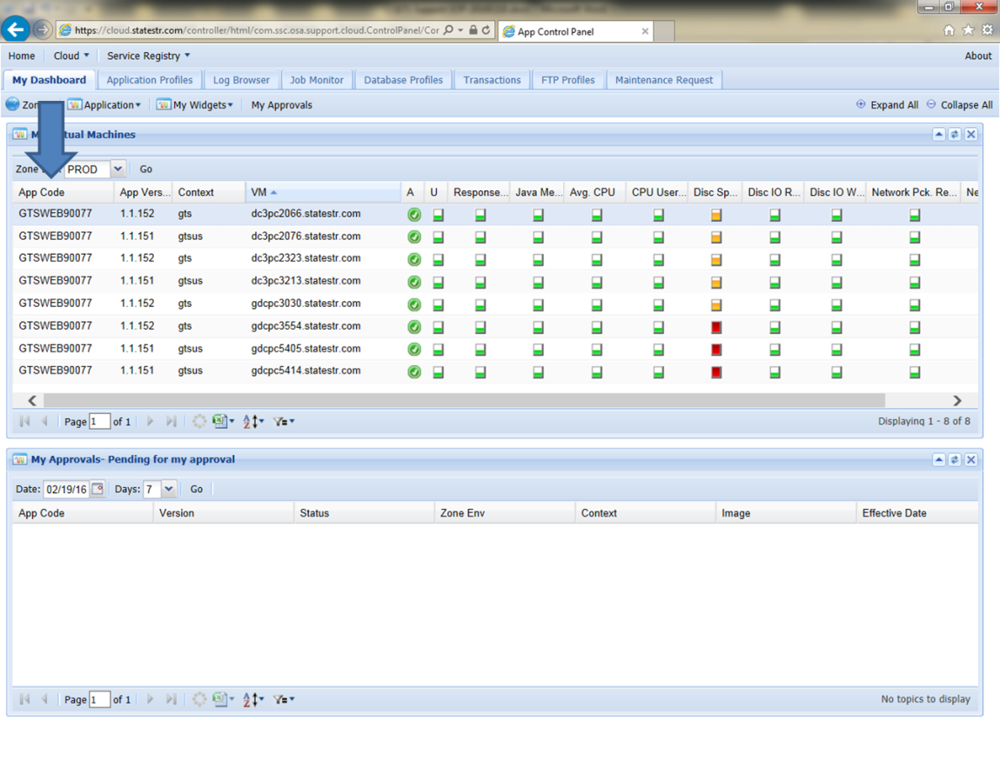 https://cloud.statestr.com/controller/html/com.ssc.osa.support.cloud.ControlPanel/Cor
App Control Panel
Home Cloud Service Registry About
My Dashboard Application Profiles Log Browser Job Monitor Database Profiles Transactions FTP Profiles Maintenance Request
Application My Widgets My Approvals Expand All Collapse All
Machines
Zone PROD Go
App Code App Vers... Context VM A U Response... Java Me... Avg. CPU CPU User... Disc Sp... Disc IO R... Disc IO W... Network Pck. Re... Ne
GTSWEB90077 1.1.152 gts dc3pc2066.statestr.com
GTSWEB90077 1.1.151 gtsus dc3pc2076.statestr.com
GTSWEB90077 1.1.152 gts dc3pc2323.statestr.com
GTSWEB90077 1.1.151 gtsus dc3pc3213.statestr.com
GTSWEB90077 1.1.152 gts gdcpc3030.statestr.com
GTSWEB90077 1.1.152 gts gdcpc3554.statestr.com
GTSWEB90077 1.1.151 gtsus gdcpc5405.statestr.com
GTSWEB90077 1.1.151 gtsus gdcpc5414.statestr.com
Page 1 of 1 Displaying 1 - 8 of 8
My Approvals- Pending for my approval
Date: 02/19/16 Days: 7 Go
App Code Version Status Zone Env Context Image Effective Date
Page 1 of 1 No topics to display